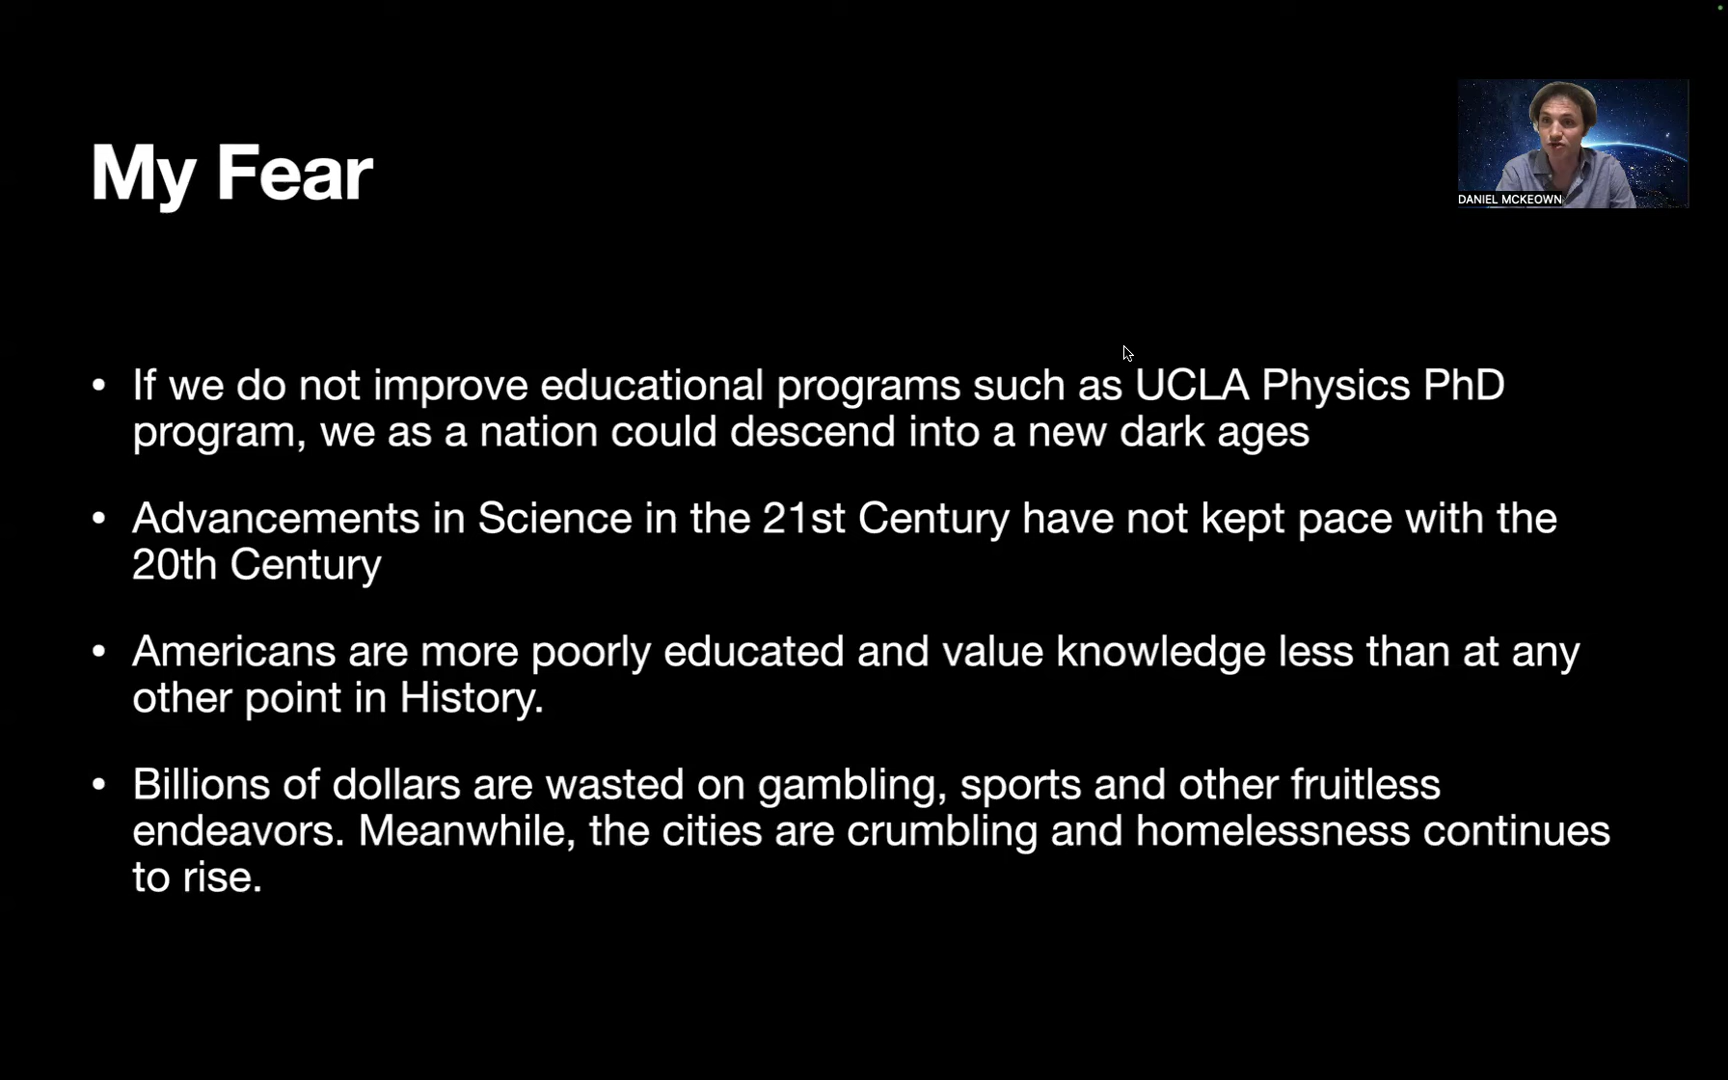 DANIEL MCKEOWN
My Fear
• If we do not improve educational programs such as UCLA Physics PhD
program, we as a nation could descend into a new dark ages
• Advancements in Science in the 21st Century have not kept pace with the
20th Century
• Americans are more poorly educated and value knowledge less than at any
other point in History.
• Billions of dollars are wasted on gambling, sports and other fruitless
endeavors. Meanwhile, the cities are crumbling and homelessness continues
to rise.